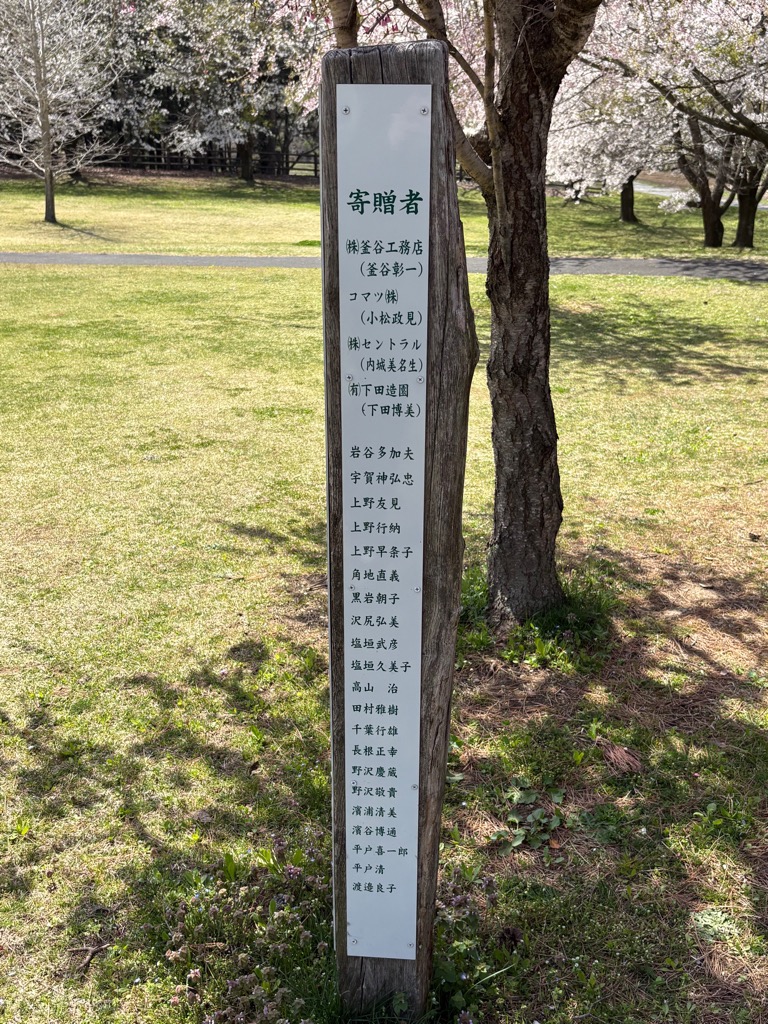 寄贈者
㈱釜谷工務店
(釜谷彰一)
コマツ㈱
(小松政見)
㈱セントラル
(内城美名生)
㈲下田造園
(下田博美)
岩谷多加夫
宇賀神弘忠
上野友見
上野行納
上野早条子
角地直義
黒岩朝子
沢尻弘美
塩垣武彦
塩垣久美子
高山　治
田村雅樹
千葉行雄
長根正幸
野沢慶蔵
野沢敬貴
濱浦清美
濱谷博通
平戸喜一郎
平戸清
渡邉良子